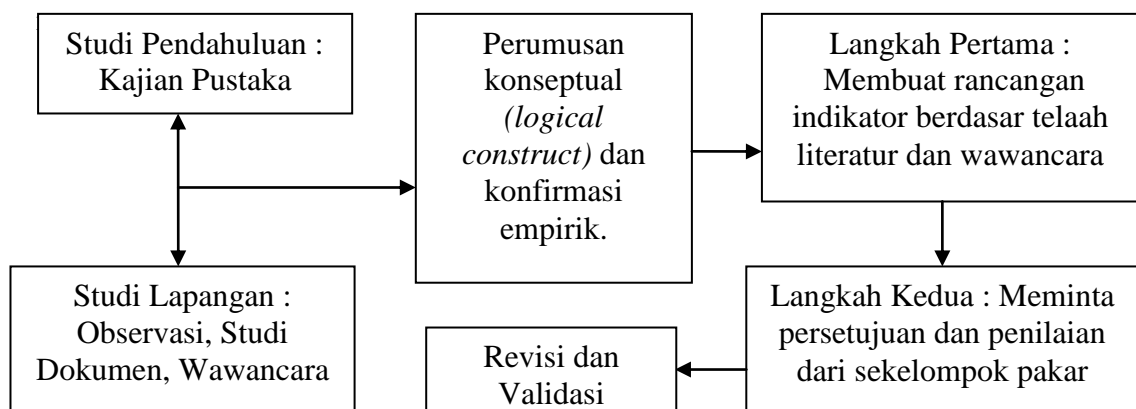 Studi Pendahuluan :
Kajian Pustaka
Perumusan
konseptual
(logical
construct) dan
konfirmasi
empirik.
Langkah Pertama :
Membuat rancangan
indikator berdasar telaah
literatur dan wawancara
Studi Lapangan :
Observasi, Studi
Dokumen, Wawancara
Revisi dan
Validasi
Langkah Kedua : Meminta
persetujuan dan penilaian
dari sekelompok pakar